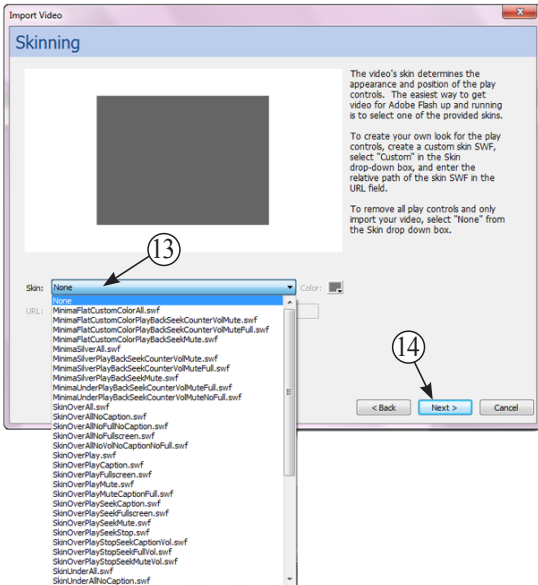 Import Video
Skinning
The video's skin determines the
appearance and position of the play
controls. The easiest way to get
video for Adobe Flash up and running
is to select one of the provided skins.
To create your own look for the play
controls, create a custom skin SWF,
select "Custom" in the Skin
drop-down box, and enter the
relative path of the skin SWF in the
URL field.
To remove all play controls and only
import your video, select "None" from
the Skin drop down box.
13
Skin: None Color:
URL:
None
MinimaFlatCustomColorAll.swf
MinimaFlatCustomColorPlayBackSeekCounterVolMute.swf
MinimaFlatCustomColorPlayBackSeekCounterVolMuteFull.swf
MinimaFlatCustomColorPlayBackSeekMute.swf
MinimaSilverAll.swf
MinimaSilverPlayBackSeekCounterVolMute.swf
MinimaSilverPlayBackSeekCounterVolMuteFull.swf
MinimaSilverPlayBackSeekMute.swf
MinimaUnderPlayBackSeekCounterVolMuteFull.swf
MinimaUnderPlayBackSeekCounterVolMuteNoFull.swf
SkinOverAll.swf
SkinOverAllNoCaption.swf
SkinOverAllNoFullNoCaption.swf
SkinOverAllNoFullscreen.swf
SkinOverAllNoVolNoCaptionNoFull.swf
SkinOverPlay.swf
SkinOverPlayCaption.swf
SkinOverPlayFullscreen.swf
SkinOverPlayMute.swf
SkinOverPlayMuteCaptionFull.swf
SkinOverPlaySeekCaption.swf
SkinOverPlaySeekFullscreen.swf
SkinOverPlaySeekMute.swf
SkinOverPlaySeekStop.swf
SkinOverPlayStopSeekCaptionVol.swf
SkinOverPlayStopSeekFullVol.swf
SkinOverPlayStopSeekMuteVol.swf
SkinUnderAll.swf
SkinUnderAllNoCaption.swf
14
< Back Next > Cancel